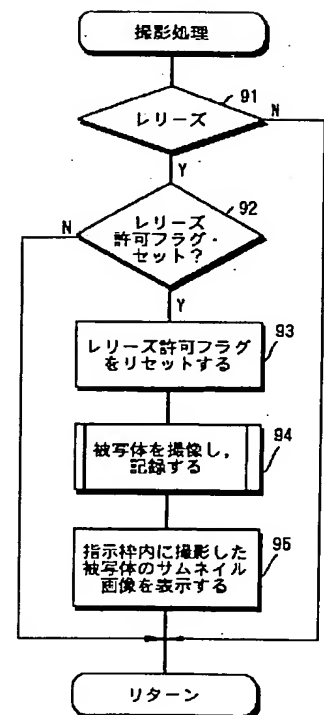 撮影処理
91
レリーズ
N
Y
92
N
レリーズ
許可フラグ・
セット?
Y
93
レリーズ許可フラグ
をリセットする
94
被写体を撮像し,
記録する
95
指示枠内に撮影した
被写体のサムネイル
画像を表示する
リターン